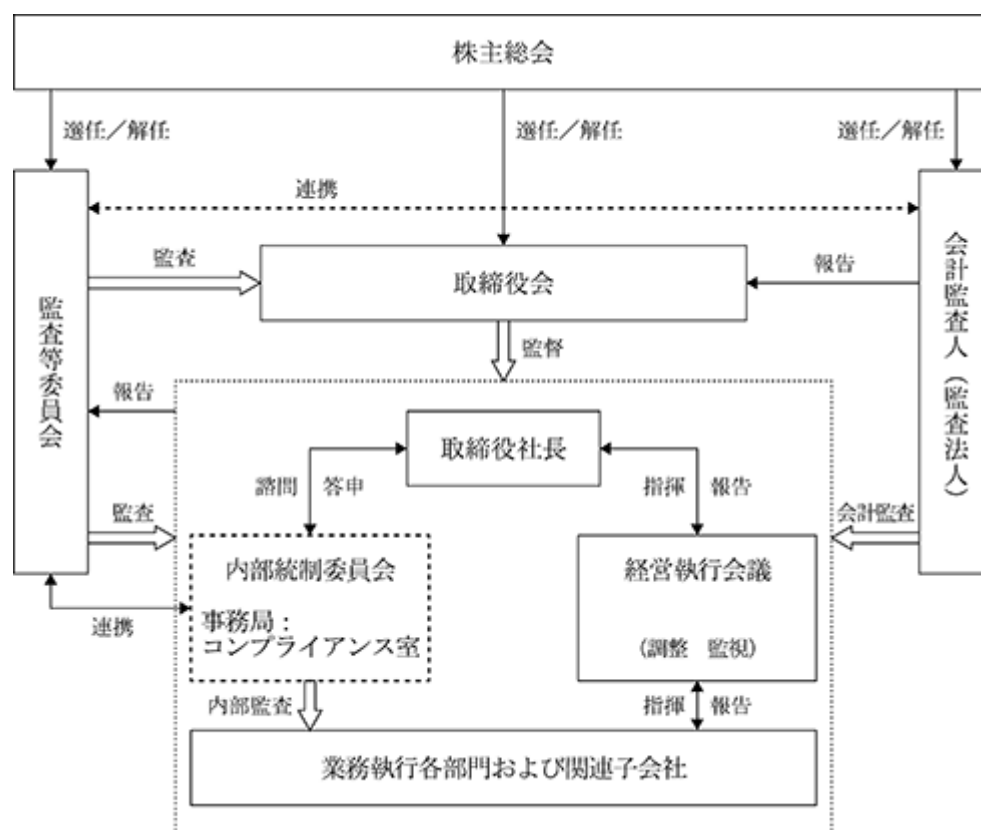 株主総会
選任／解任
選任／解任
選任／解任
連携
監査
取締役会
報告
監査等委員会
会計監査人（監査法人）
監督
報告
取締役社長
諮問 答申
指揮 報告
監査
会計監査
内部統制委員会
事務局：
コンプライアンス室
経営執行会議
（調整 監視）
連携
内部監査
指揮 報告
業務執行各部門および関連子会社